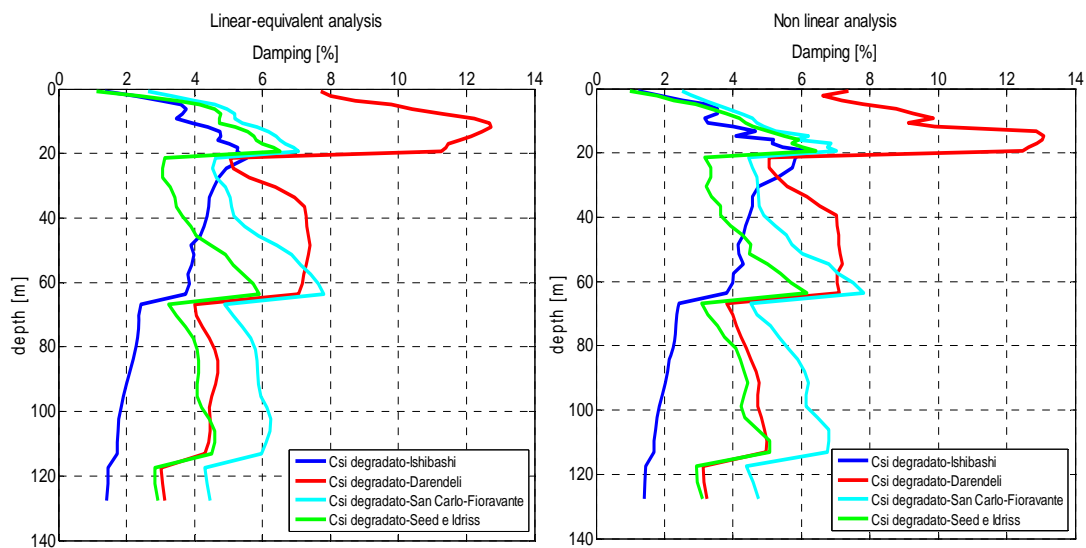 Linear-equivalent analysis
Damping [%]
0 2 4 6 8 10 12 14
0
20
40
60
80
100
120
140
depth [m]
Csi degradato-Ishibashi
Csi degradato-Darendeli
Csi degradato-San Carlo-Fioravante
Csi degradato-Seed e Idriss
Non linear analysis
Damping [%]
0 2 4 6 8 10 12 14
0
20
40
60
80
100
120
140
depth [m]
Csi degradato-Ishibashi
Csi degradato-Darendeli
Csi degradato-San Carlo-Fioravante
Csi degradato-Seed e Idriss